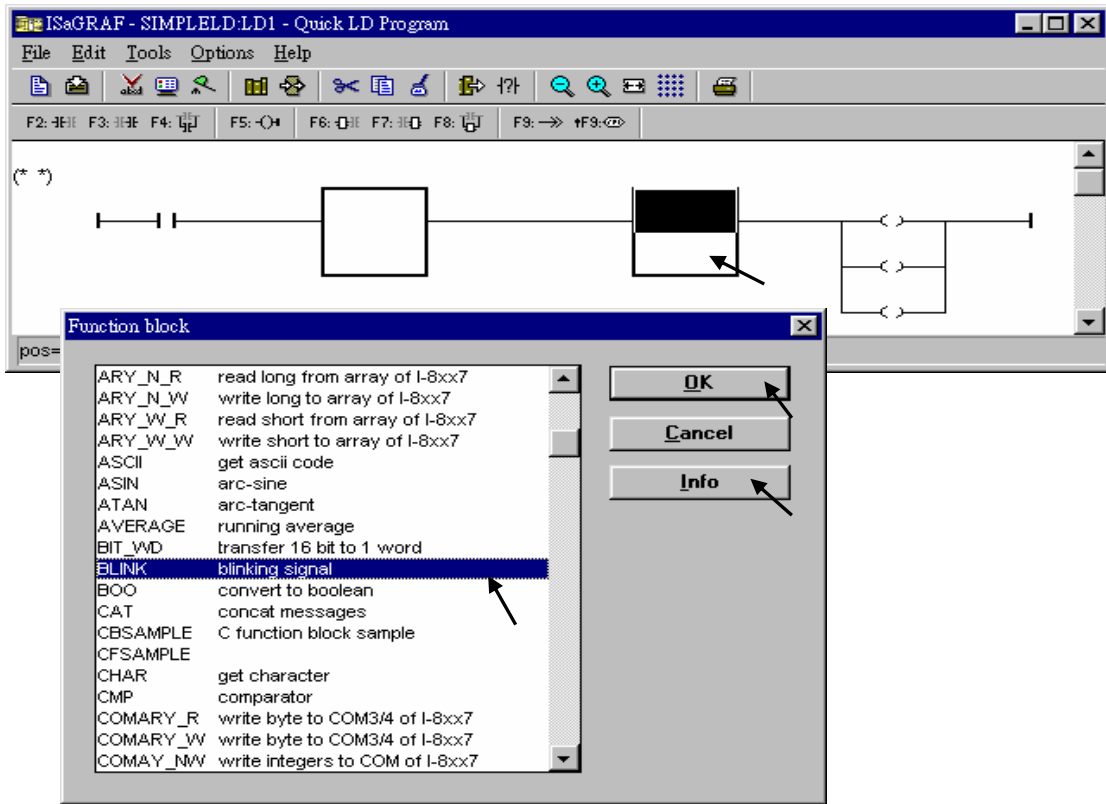 ISaGRAF - SIMPLELD:LD1 - Quick LD Program
File Edit Tools Options Help
F2: F3: F4: F5: F6: F7: F8: F9: F9:
(* *)
pos=
Function block
ARY_N_R read long from array of I-8xx7
ARY_N_W write long to array of I-8xx7
ARY_W_R read short from array of I-8xx7
ARY_W_W write short to array of I-8xx7
ASCII get ascii code
ASIN arc-sine
ATAN arc-tangent
AVERAGE running average
BIT_WD transfer 16 bit to 1 word
BLINK blinking signal
BOO convert to boolean
CAT concat messages
CBSAMPLE C function block sample
CFSAMPLE
CHAR get character
CMP comparator
COMARY_R write byte to COM3/4 of I-8xx7
COMARY_W write byte to COM3/4 of I-8xx7
COMAY_NW write integers to COM of I-8xx7
OK
Cancel
Info